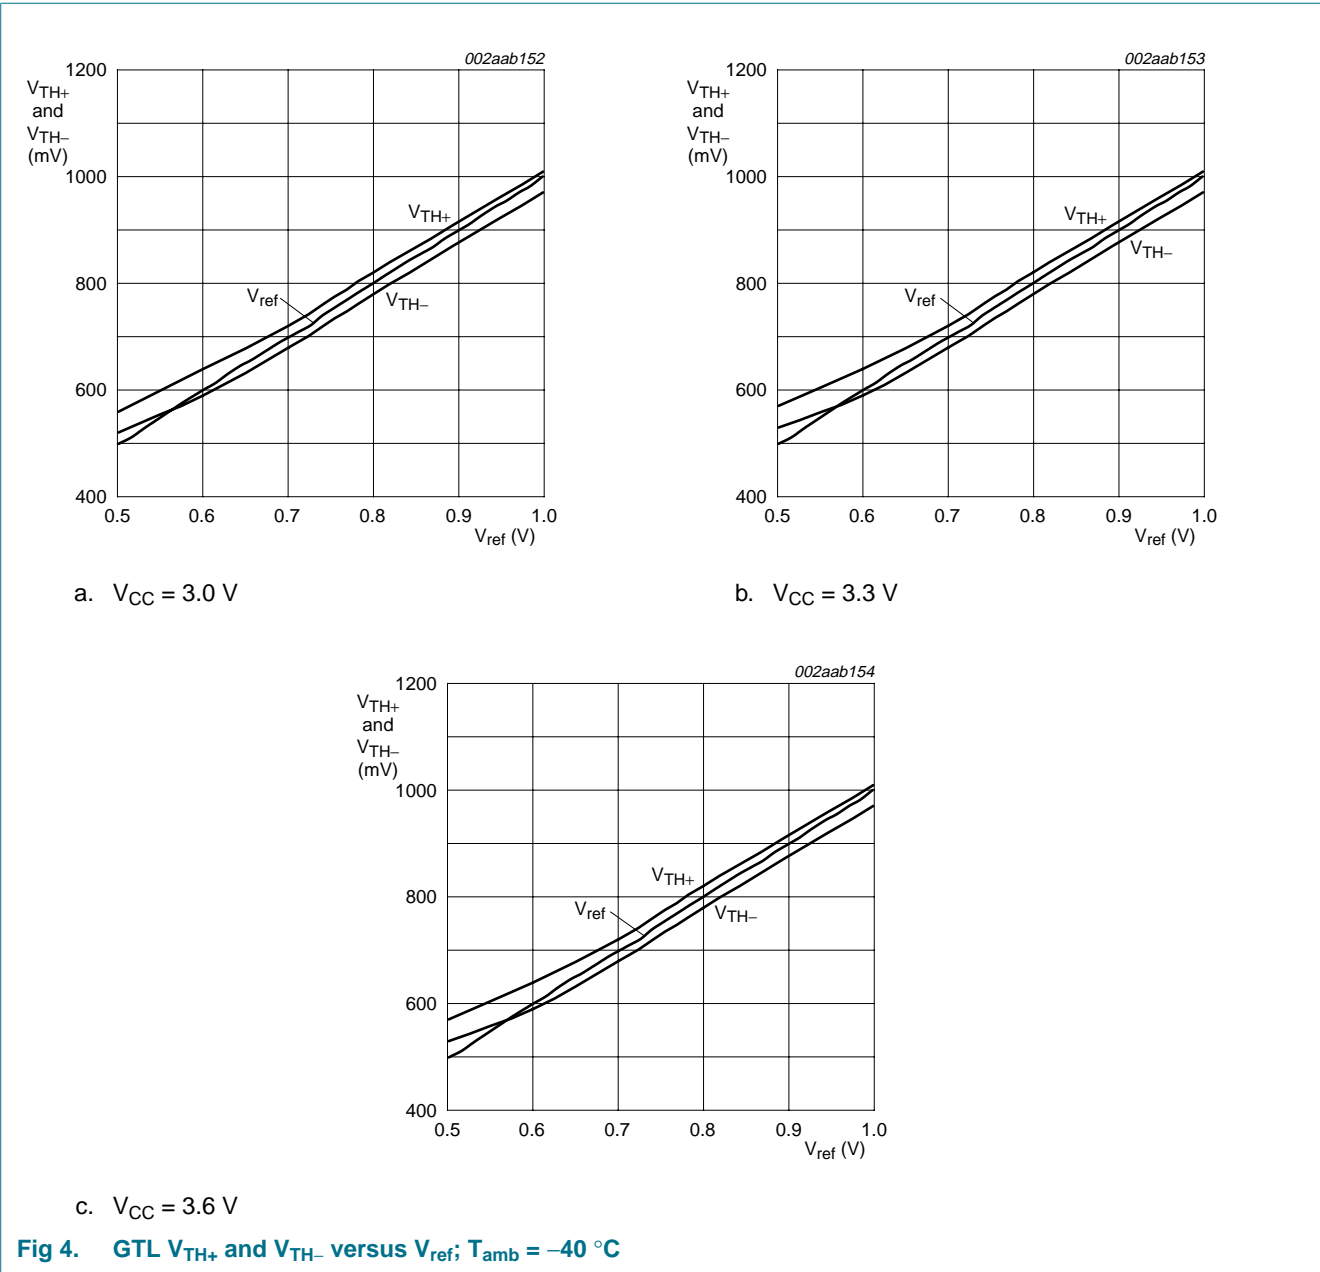 002aab152
1200
VTH+
and
VTH−
(mV)
1000
800
600
400
VTH+
Vref
VTH−
0.5 0.6 0.7 0.8 0.9 1.0
Vref (V)
a. VCC = 3.0 V
002aab153
1200
VTH+
and
VTH−
(mV)
1000
800
600
400
VTH+
VTH−
Vref
0.5 0.6 0.7 0.8 0.9 1.0
Vref (V)
b. VCC = 3.3 V
002aab154
1200
VTH+
and
VTH−
(mV)
1000
800
600
400
VTH+
Vref
VTH−
0.5 0.6 0.7 0.8 0.9 1.0
Vref (V)
c. VCC = 3.6 V
Fig 4. GTL VTH+ and VTH− versus Vref; Tamb = −40 °C